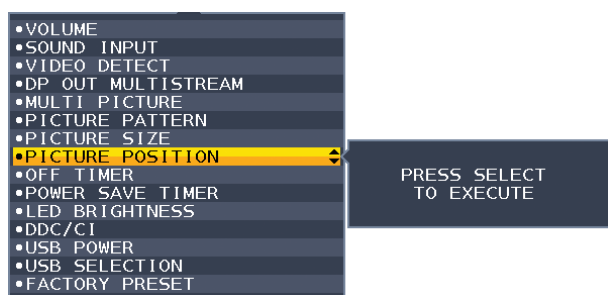 •VOLUME
•SOUND INPUT
•VIDEO DETECT
•DP OUT MULTISTREAM
•MULTI PICTURE
•PICTURE PATTERN
•PICTURE SIZE
•PICTURE POSITION
•OFF TIMER
•POWER SAVE TIMER
•LED BRIGHTNESS
•DDC/CI
•USB POWER
•USB SELECTION
•FACTORY PRESET
PRESS SELECT
TO EXECUTE